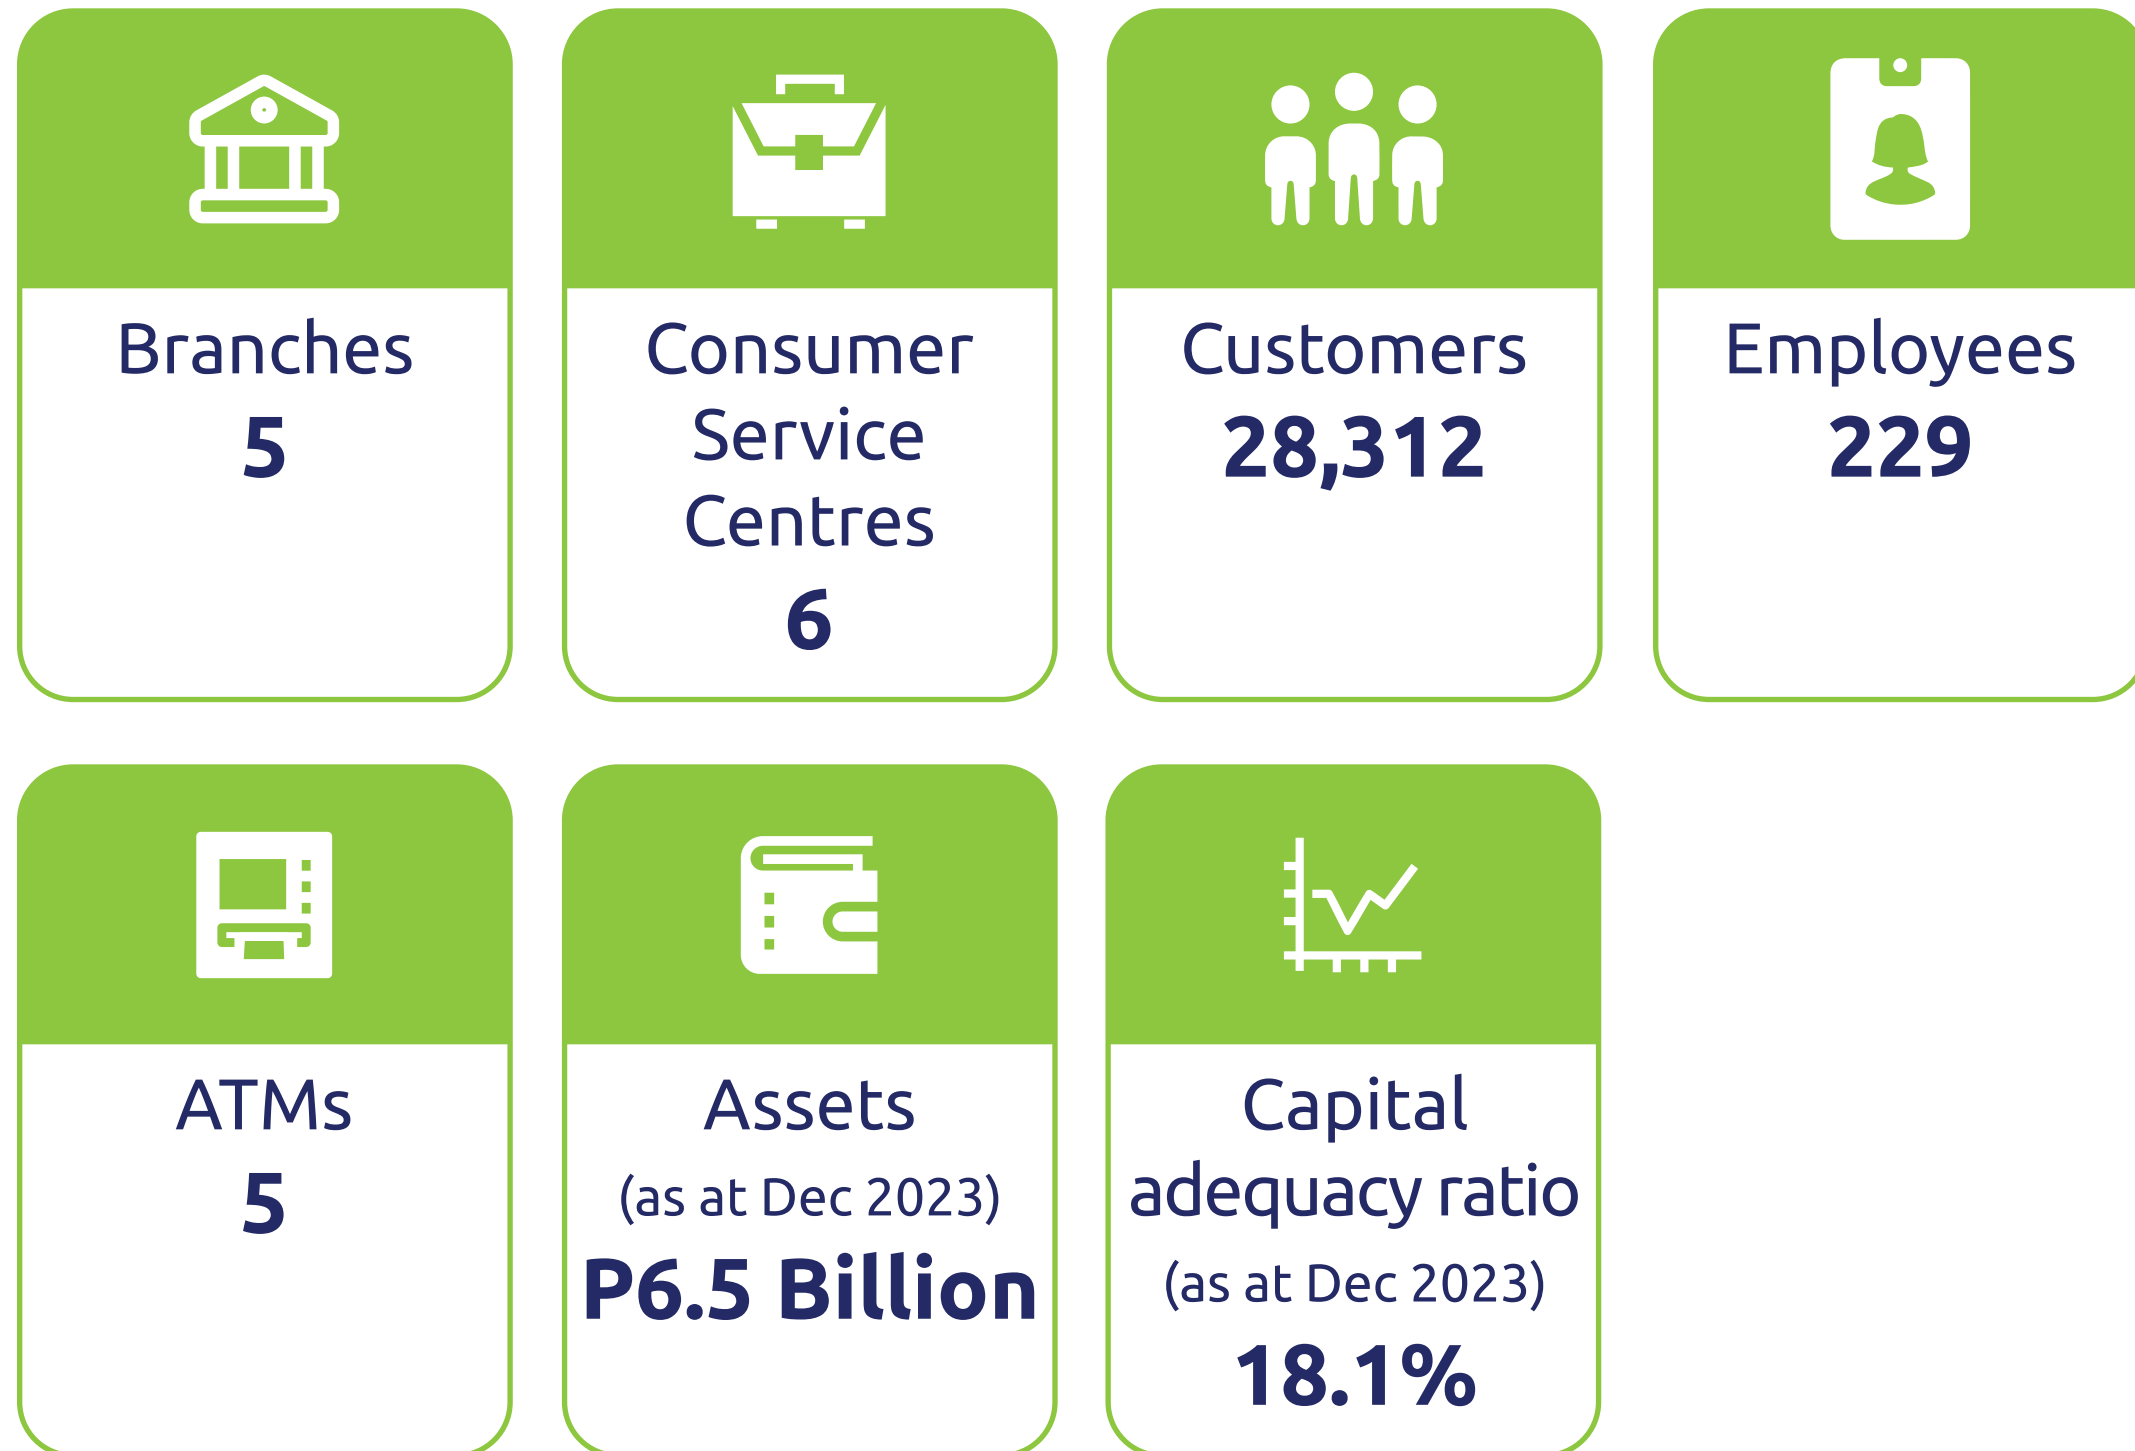 Branches
5
Consumer
Service
Centres
6
Customers
28,312
Employees
229
ATMs
5
Assets
(as at Dec 2023)
P6.5 Billion
Capital
adequacy ratio
(as at Dec 2023)
18.1%